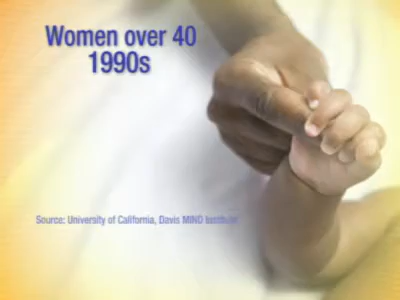 Women over 40
1990s
Source: University of California, Davis MIND Institute